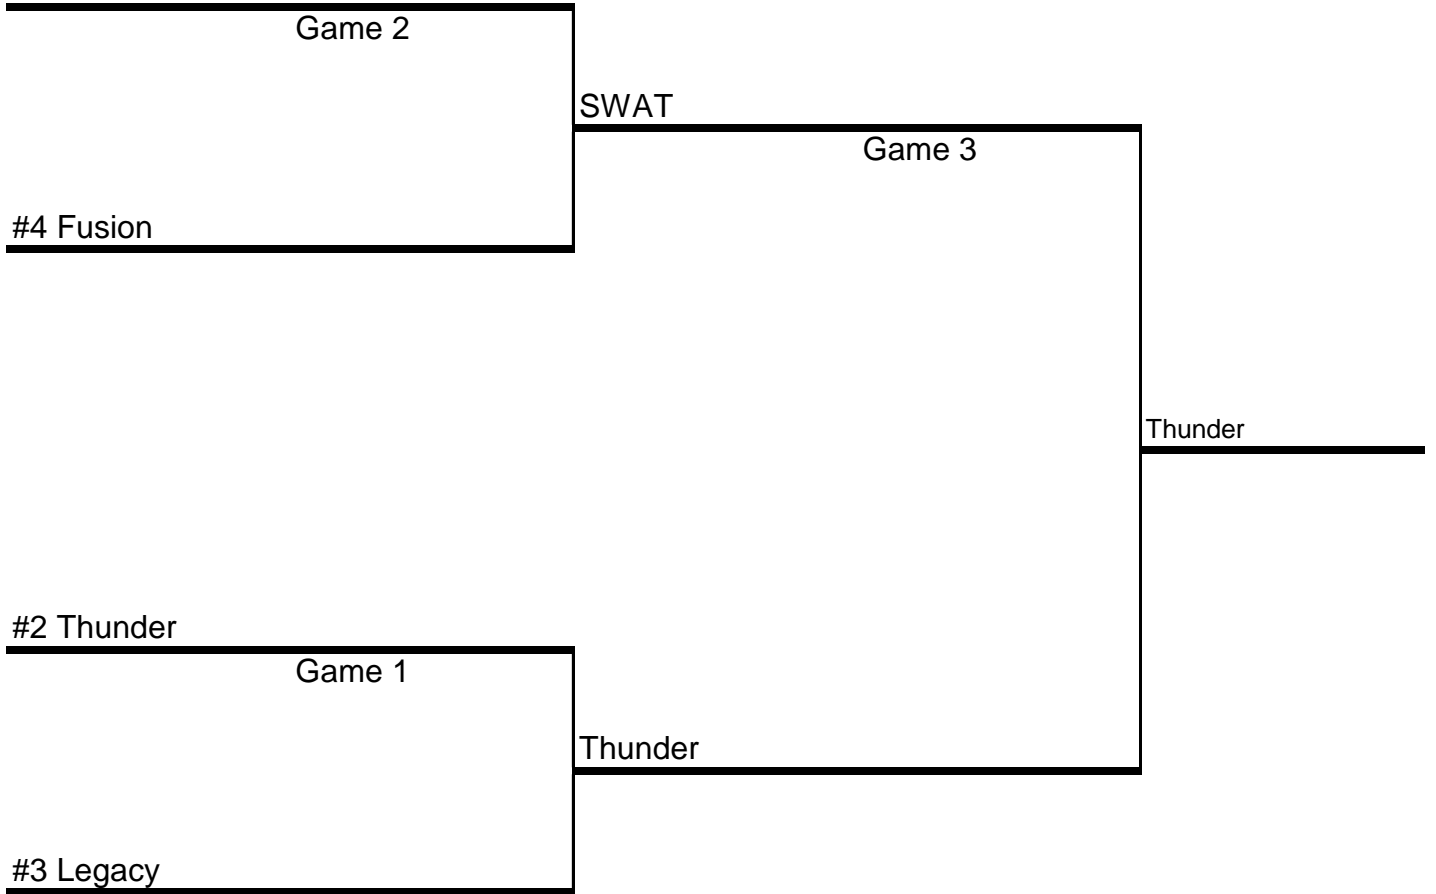 Game 2
SWAT
Game 3
#4 Fusion
Thunder
#2 Thunder
Game 1
Thunder
#3 Legacy